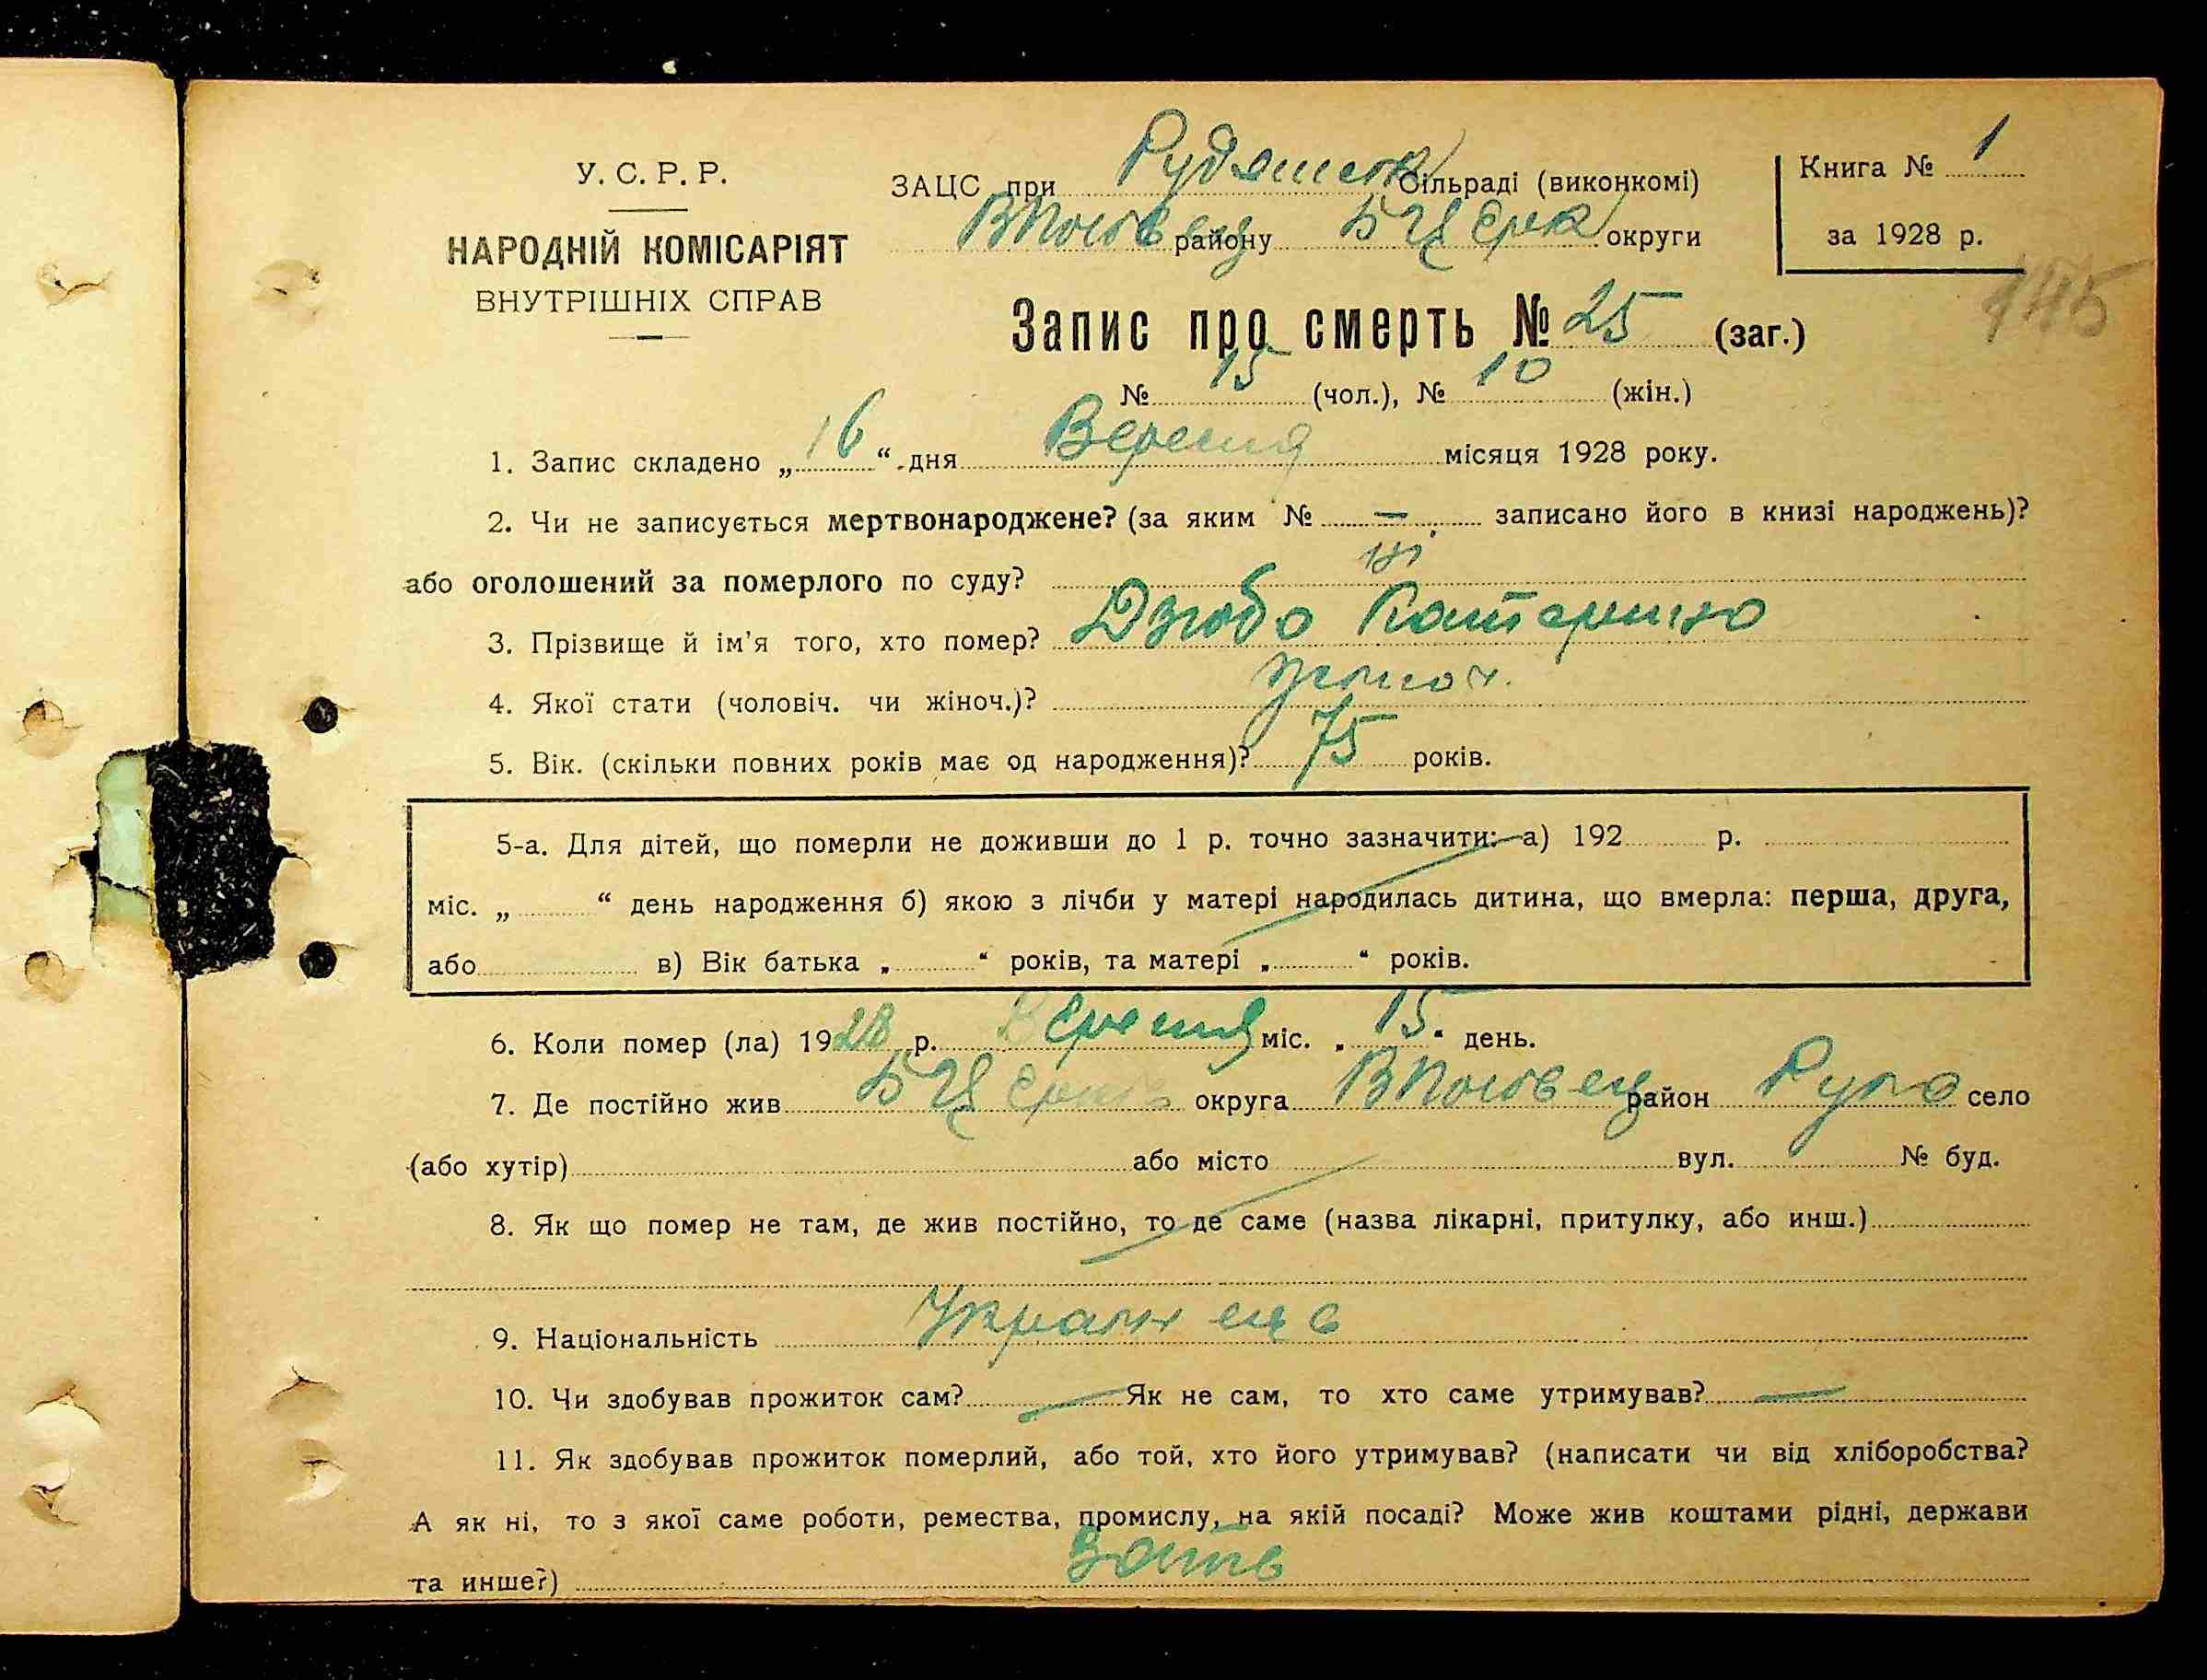 У. С. Р. Р.
НАРОДНІЙ КОМІСАРІЯТ
ВНУТРІШНІХ СПРАВ
ЗАЦС при Рудянськ Сільраді (виконкомі)
району Б Церк округи
Книга № 1
за 1928 р.
145
Запис про смерть № 25 (заг.)
№ 15 (чол.), № 10 (жін.)
1. Запис складено „16“ дня Вересня місяця 1928 року.
2. Чи не записується мертвонароджене? (за яким № — записано його в книзі народжень)?
або оголошений за померлого по суду? ні
3. Прізвище й ім’я того, хто помер? Дзюба Катерина
4. Якої стати (чоловіч. чи жіноч.)? жіноч.
5. Вік. (скільки повних років має од народження)? 75 років.
5-а. Для дітей, що померли не доживши до 1 р. точно зазначити: а) 192 р.
міс. „ “ день народження б) якою з лічби у матері народилась дитина, що вмерла: перша, друга,
або в) Вік батька „ “ років, та матері „ “ років.
6. Коли помер (ла) 1928 р. Вересня міс. „15“ день.
7. Де постійно жив Б Церків округа район Руда село
(або хутір) або місто вул. № буд.
8. Як що помер не там, де жив постійно, то де саме (назва лікарні, притулку, або инш.)
9. Національність
10. Чи здобував прожиток сам? — Як не сам, то хто саме утримував? —
11. Як здобував прожиток померлий, або той, хто його утримував? (написати чи від хліборобства?
А як ні, то з якої саме роботи, ремества, промислу, на якій посаді? Може жив коштами рідні, держави
та инше?)